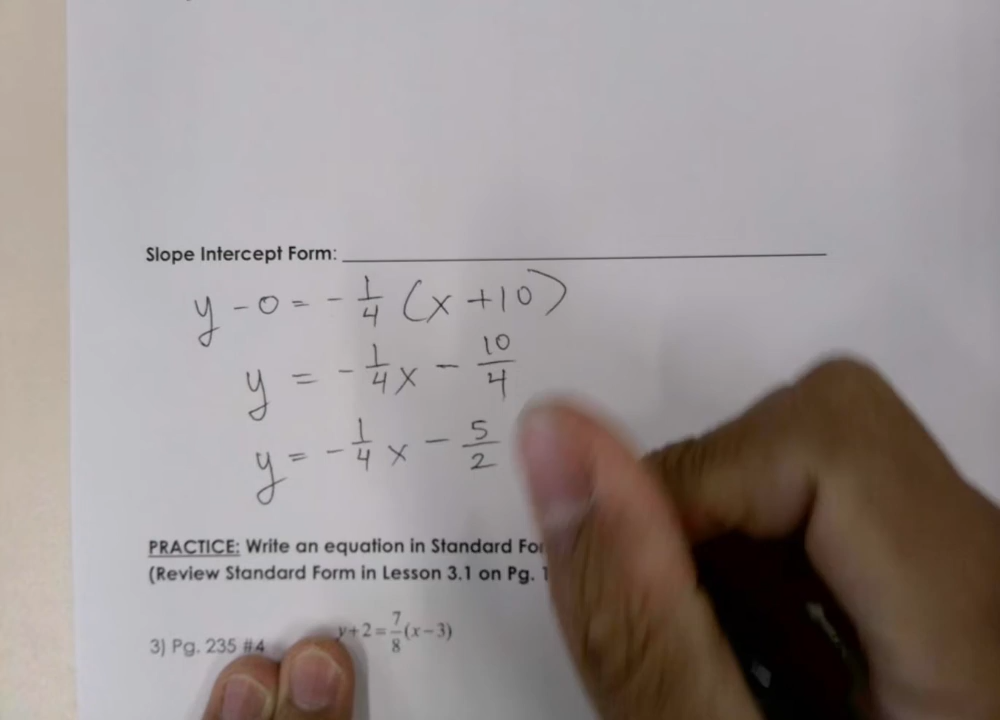 Slope Intercept Form:
y - 0 = - 1/4 (x + 10)
y = - 1/4 x - 10/4
y = - 1/4 x - 5/2
PRACTICE: Write an equation in Standard
(Review Standard Form in Lesson 3.1 on Pg.
3) Pg. 235 #4 y+2=7/8(x-3)